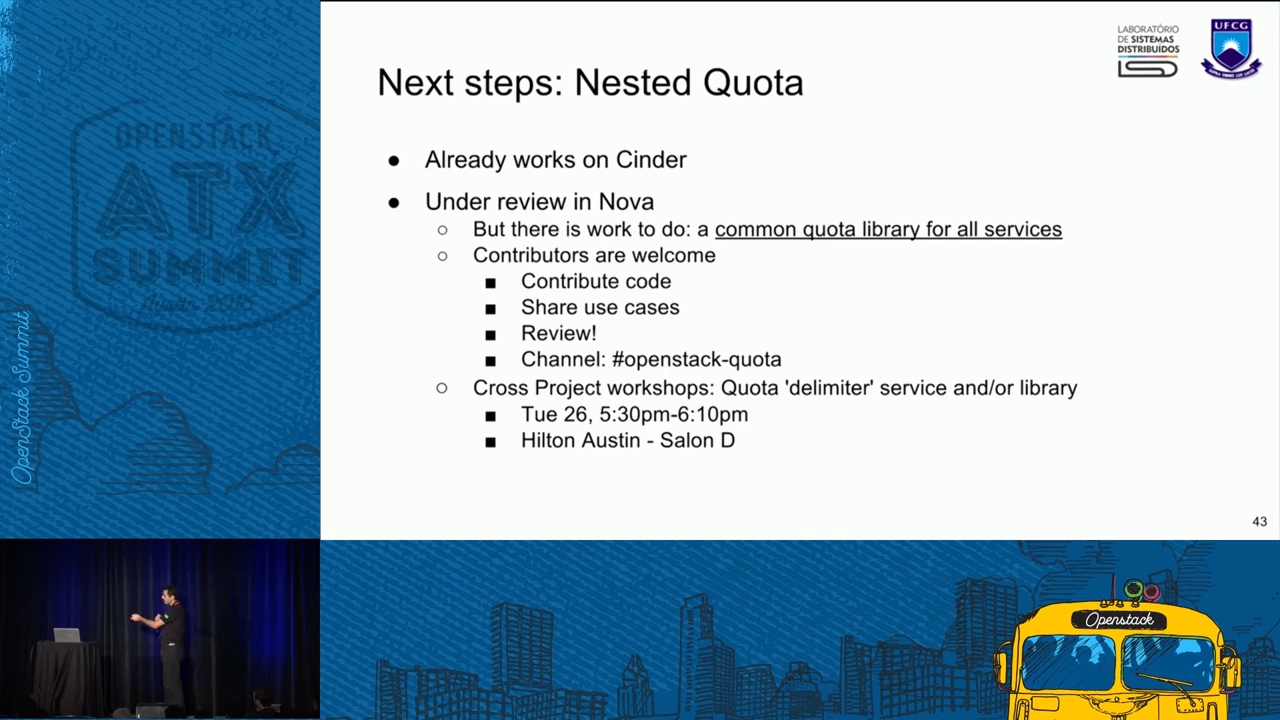 LABORATÓRIO
DE SISTEMAS
DISTRIBUÍDOS
UFCG
Next steps: Nested Quota
● Already works on Cinder
● Under review in Nova
○ But there is work to do: a common quota library for all services
○ Contributors are welcome
■ Contribute code
■ Share use cases
■ Review!
■ Channel: #openstack-quota
○ Cross Project workshops: Quota 'delimiter' service and/or library
■ Tue 26, 5:30pm-6:10pm
■ Hilton Austin - Salon D
43
OPENSTACK
ATX
SUMMIT
Austin 2016
OpenStack Summit
Openstack